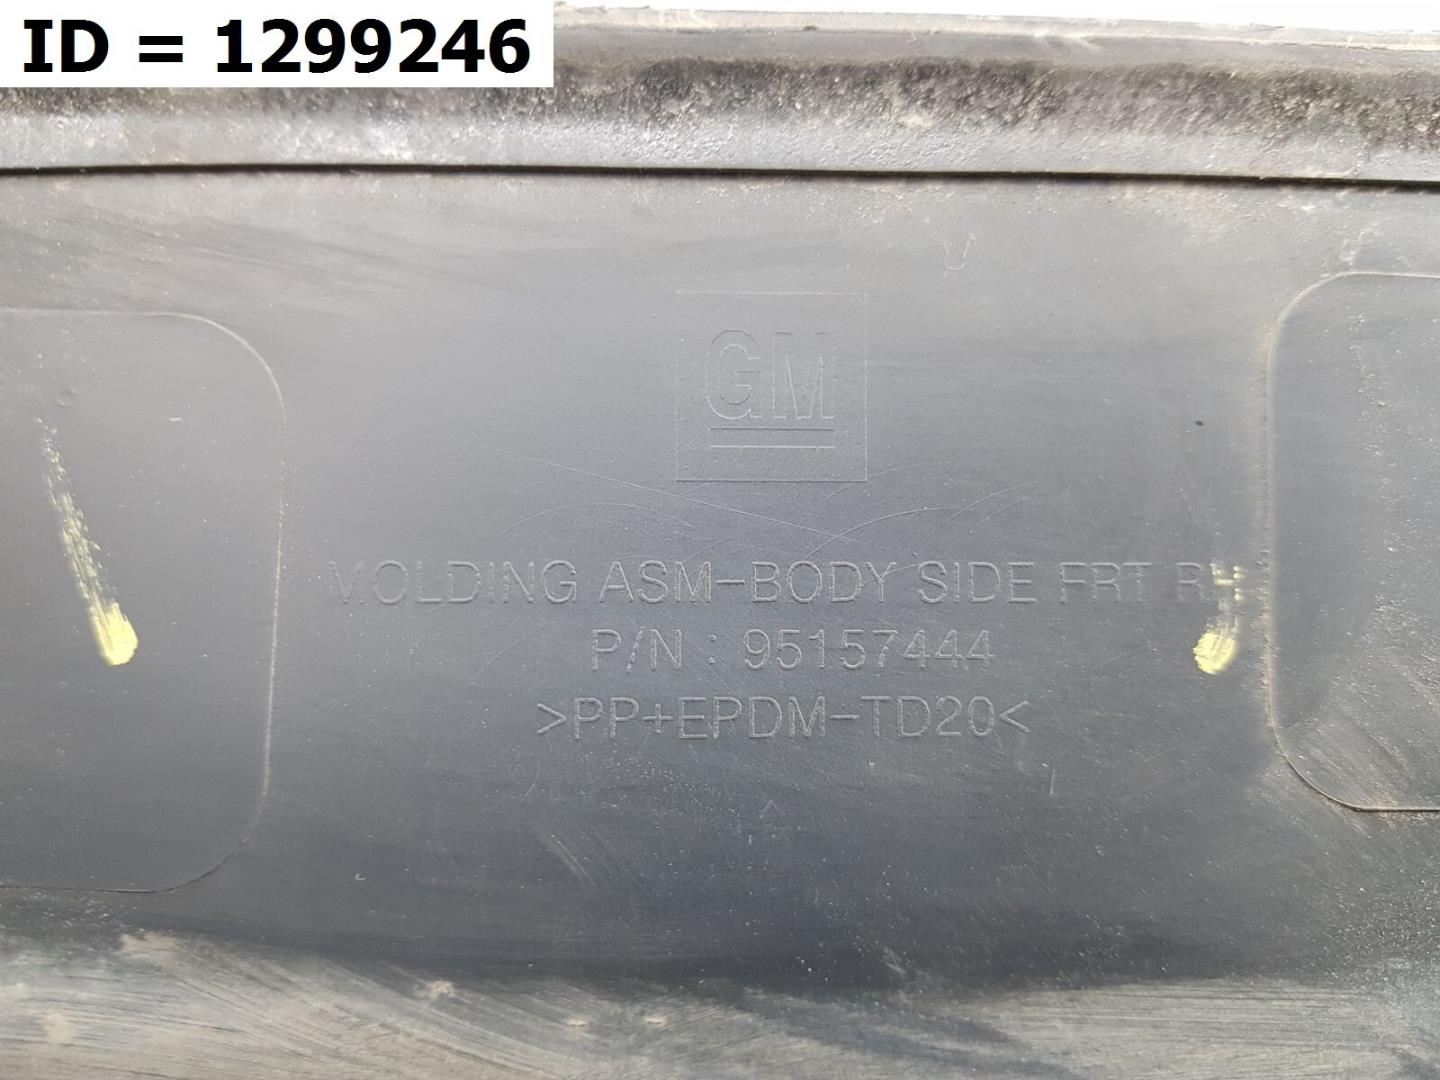 ID = 1299246
GM
MOLDING ASM-BODY SIDE FRT
P/N : 95157444
>PP+EPDM-TD20<